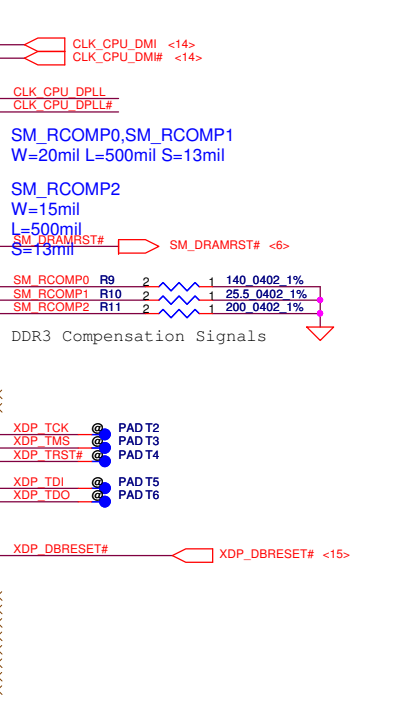 CLK_CPU_DMI <14>
CLK_CPU_DMI# <14>
CLK_CPU_DPLL
CLK_CPU_DPLL#
SM_RCOMP0,SM_RCOMP1
W=20mil L=500mil S=13mil
SM_RCOMP2
W=15mil
L=500mil
SM_DRAMRST# SM_DRAMRST# <6>
S=13mil
SM_RCOMP0 R9 2 1 140_0402_1%
SM_RCOMP1 R10 2 1 25.5_0402_1%
SM_RCOMP2 R11 2 1 200_0402_1%
DDR3 Compensation Signals
XDP_TCK @ PAD T2
XDP_TMS @ PAD T3
XDP_TRST# @ PAD T4
XDP_TDI @ PAD T5
XDP_TDO @ PAD T6
XDP_DBRESET# XDP_DBRESET# <15>